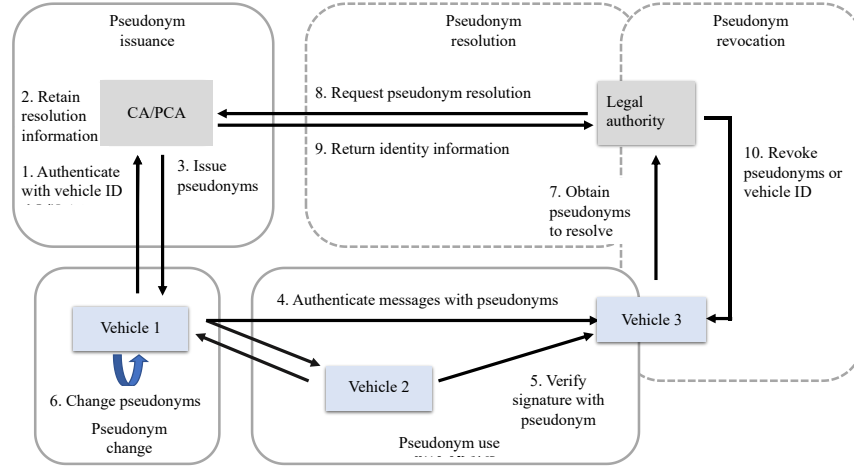 Pseudonym
issuance
Pseudonym
resolution
Pseudonym
revocation
2. Retain
resolution
information
CA/PCA
8. Request pseudonym resolution
Legal
authority
9. Return identity information
1. Authenticate
with vehicle ID
3. Issue
pseudonyms
7. Obtain
pseudonyms
to resolve
10. Revoke
pseudonyms or
vehicle ID
4. Authenticate messages with pseudonyms
Vehicle 1
Vehicle 3
Vehicle 2
5. Verify
signature with
pseudonym
6. Change pseudonyms
Pseudonym
change
Pseudonym use